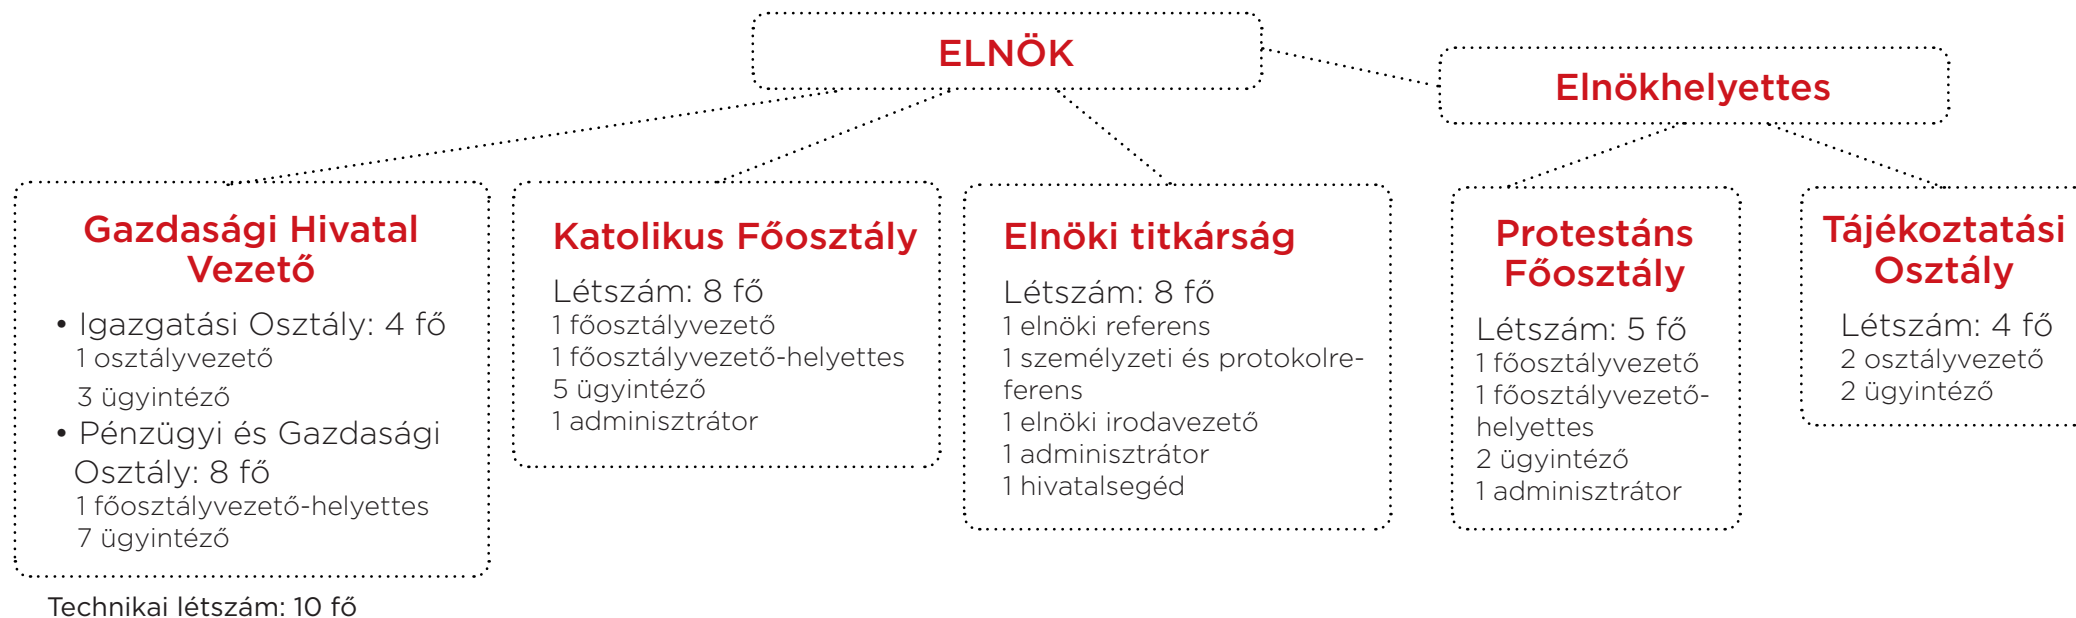 ELNÖK
Elnökhelyettes
Gazdasági Hivatal
Vezető
• Igazgatási Osztály: 4 fő
1 osztályvezető
3 ügyintéző
• Pénzügyi és Gazdasági
Osztály: 8 fő
1 főosztályvezető-helyettes
7 ügyintéző
Technikai létszám: 10 fő
Katolikus Főosztály
Létszám: 8 fő
1 főosztályvezető
1 főosztályvezető-helyettes
5 ügyintéző
1 adminisztrátor
Elnöki titkárság
Létszám: 8 fő
1 elnöki referens
1 személyzeti és protokolre-
ferens
1 elnöki irodavezető
1 adminisztrátor
1 hivatalsegéd
Protestáns
Főosztály
Létszám: 5 fő
1 főosztályvezető
1 főosztályvezető-
helyettes
2 ügyintéző
1 adminisztrátor
Tájékoztatási
Osztály
Létszám: 4 fő
2 osztályvezető
2 ügyintéző